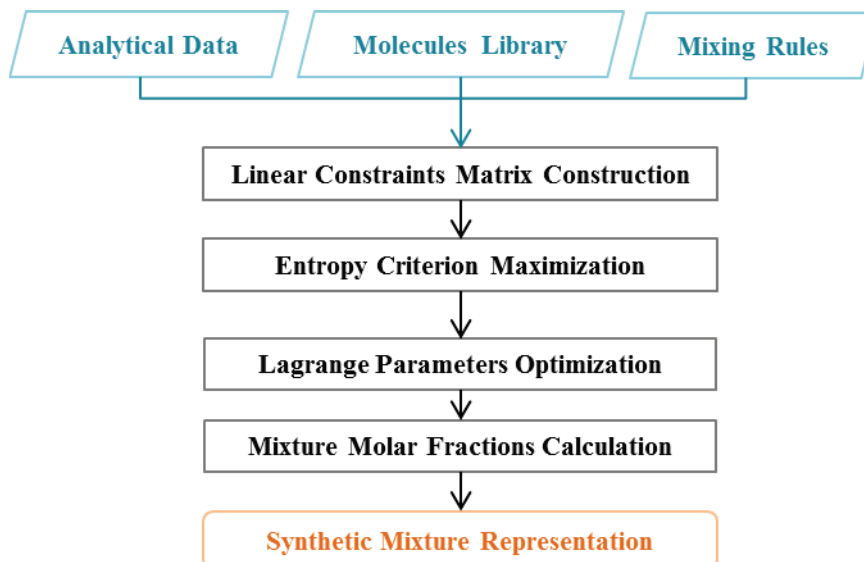 Analytical Data
Molecules Library
Mixing Rules
Linear Constraints Matrix Construction
Entropy Criterion Maximization
Lagrange Parameters Optimization
Mixture Molar Fractions Calculation
Synthetic Mixture Representation